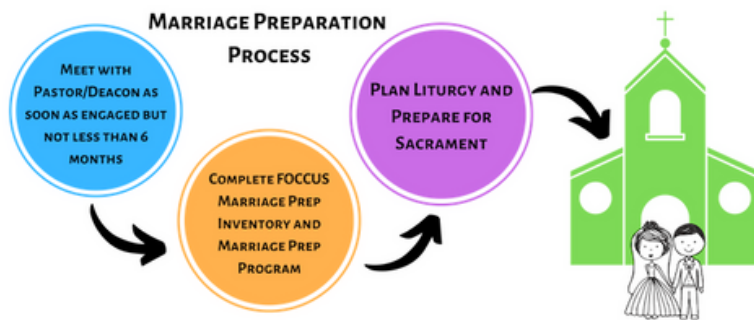 Marriage Preparation
Process
Meet with
Pastor/Deacon as
soon as engaged but
not less than 6
months
Complete FOCCUS
Marriage Prep
Inventory and
Marriage Prep
Program
Plan Liturgy and
Prepare for
Sacrament